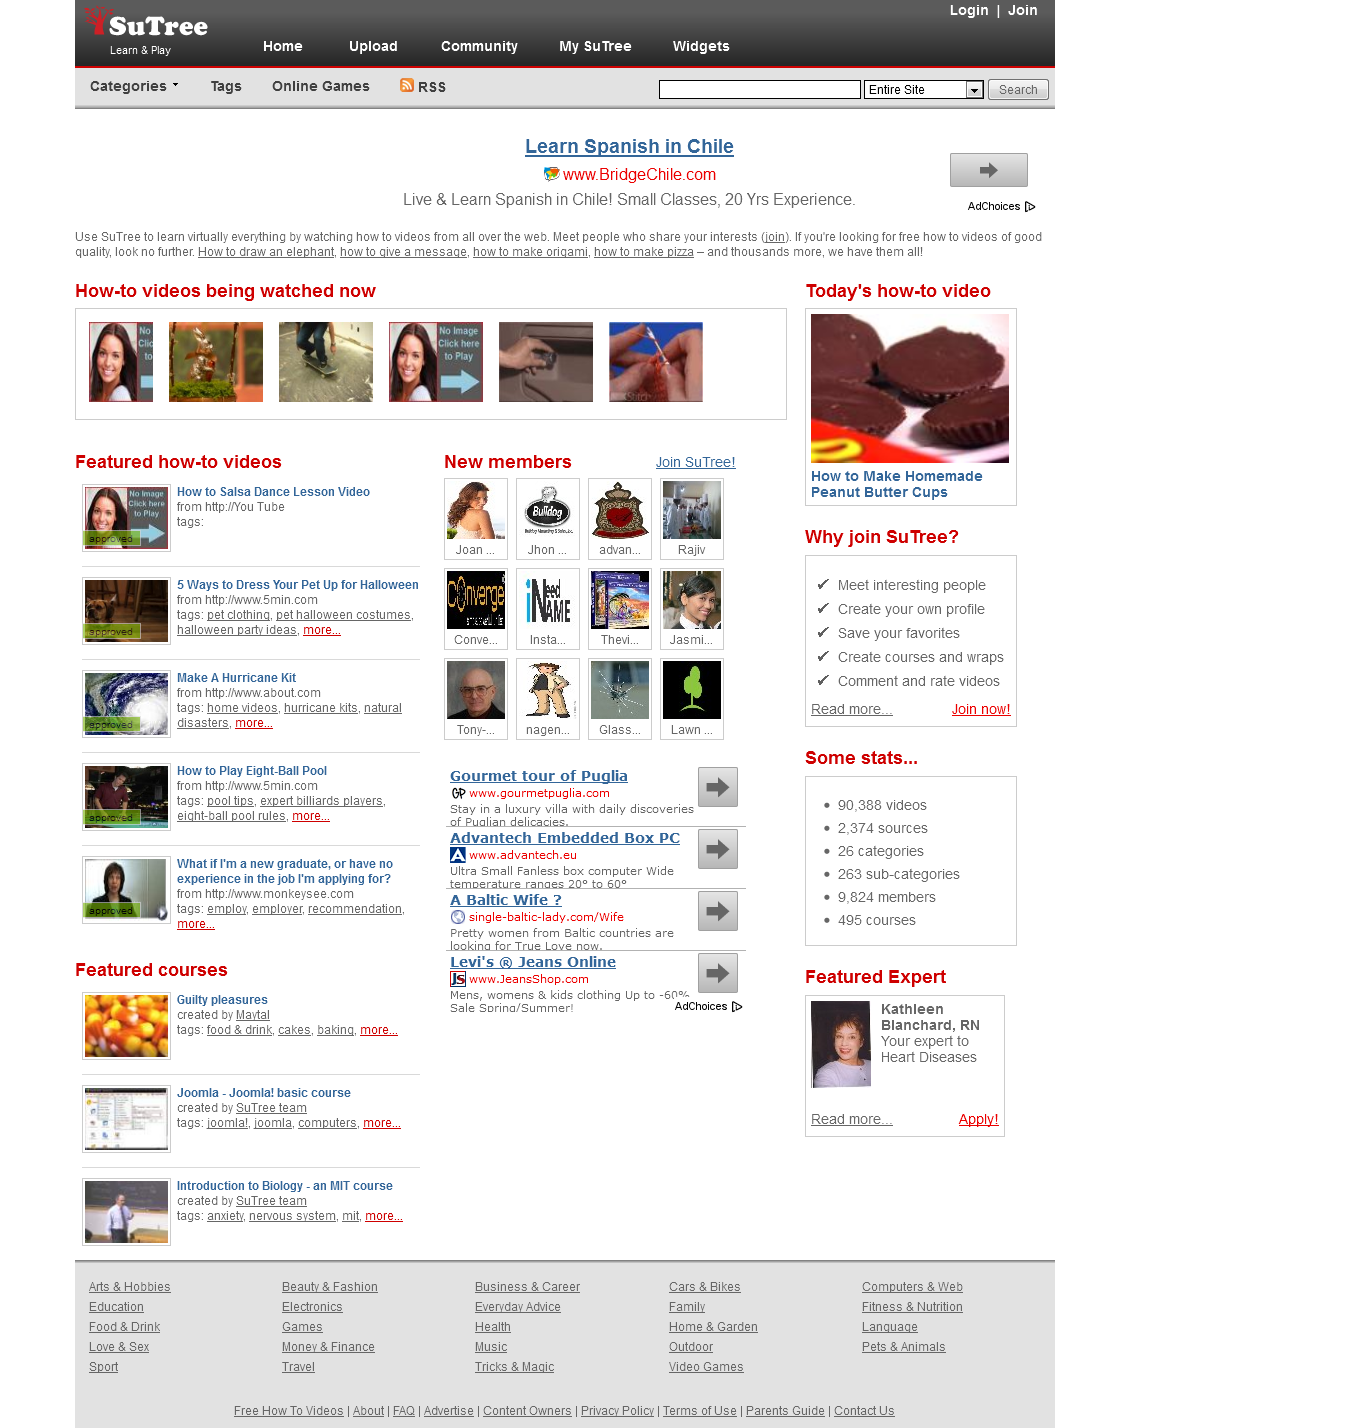 SuTree
Learn & Play
Login | Join
Home Upload Community My SuTree Widgets
Categories Tags Online Games RSS Entire Site Search
Learn Spanish in Chile
www.BridgeChile.com
Live & Learn Spanish in Chile! Small Classes, 20 Yrs Experience.
AdChoices
Use SuTree to learn virtually everything by watching how to videos from all over the web. Meet people who share your interests (join). If you're looking for free how to videos of good
quality, look no further. How to draw an elephant, how to give a message, how to make origami, how to make pizza – and thousands more, we have them all!
How-to videos being watched now
No
Cli
to
No Image
Click here
to Play
Featured how-to videos
No Image
Click here
to Play
approved
How to Salsa Dance Lesson Video
from http://You Tube
tags:
approved
5 Ways to Dress Your Pet Up for Halloween
from http://www.5min.com
tags: pet clothing, pet halloween costumes,
halloween party ideas, more...
approved
Make A Hurricane Kit
from http://www.about.com
tags: home videos, hurricane kits, natural
disasters, more...
approved
How to Play Eight-Ball Pool
from http://www.5min.com
tags: pool tips, expert billiards players,
eight-ball pool rules, more...
approved
What if I'm a new graduate, or have no
experience in the job I'm applying for?
from http://www.monkeysee.com
tags: employ, employer, recommendation,
more...
Featured courses
Guilty pleasures
created by Maytal
tags: food & drink, cakes, baking, more...
Joomla - Joomla! basic course
created by SuTree team
tags: joomla!, joomla, computers, more...
Introduction to Biology - an MIT course
created by SuTree team
tags: anxiety, nervous system, mit, more...
New members
Join SuTree!
Bulldog
Joan ... Jhon ... advan... Rajiv
Converge
iNeed
NAME
Conve... Insta... Thevi... Jasmi...
Tony-... nagen... Glass... Lawn ...
Gourmet tour of Puglia
GP www.gourmetpuglia.com
Stay in a luxury villa with daily discoveries
of Puglian delicacies.
Advantech Embedded Box PC
A www.advantech.eu
Ultra Small Fanless box computer Wide
temperature ranges 20° to 60°
A Baltic Wife ?
single-baltic-lady.com/Wife
Pretty women from Baltic countries are
looking for True Love now.
Levi's ® Jeans Online
Js www.JeansShop.com
Mens, womens & kids clothing Up to -60%
Sale Spring/Summer!
AdChoices
Today's how-to video
How to Make Homemade
Peanut Butter Cups
Why join SuTree?
Meet interesting people
Create your own profile
Save your favorites
Create courses and wraps
Comment and rate videos
Read more... Join now!
Some stats...
90,388 videos
2,374 sources
26 categories
263 sub-categories
9,824 members
495 courses
Featured Expert
Kathleen
Blanchard, RN
Your expert to
Heart Diseases
Read more... Apply!
Arts & Hobbies Beauty & Fashion Business & Career Cars & Bikes Computers & Web
Education Electronics Everyday Advice Family Fitness & Nutrition
Food & Drink Games Health Home & Garden Language
Love & Sex Money & Finance Music Outdoor Pets & Animals
Sport Travel Tricks & Magic Video Games
Free How To Videos | About | FAQ | Advertise | Content Owners | Privacy Policy | Terms of Use | Parents Guide | Contact Us